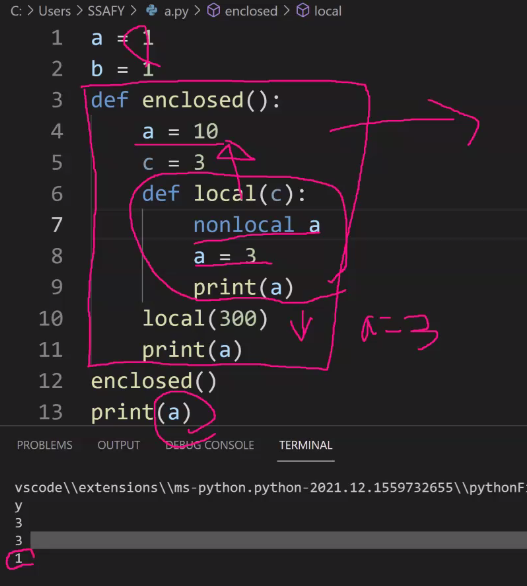 C: > Users > SSAFY > a.py > enclosed > local
1 a = 1
2 b = 1
3 def enclosed():
4 a = 10
5 c = 3
6 def local(c):
7 nonlocal a
8 a = 3
9 print(a)
10 local(300)
a=3
11 print(a)
12 enclosed()
13 print(a)
PROBLEMS OUTPUT DEBUG CONSOLE TERMINAL
vscode\\extensions\\ms-python.python-2021.12.1559732655\\pythonFi
y
3
3
1